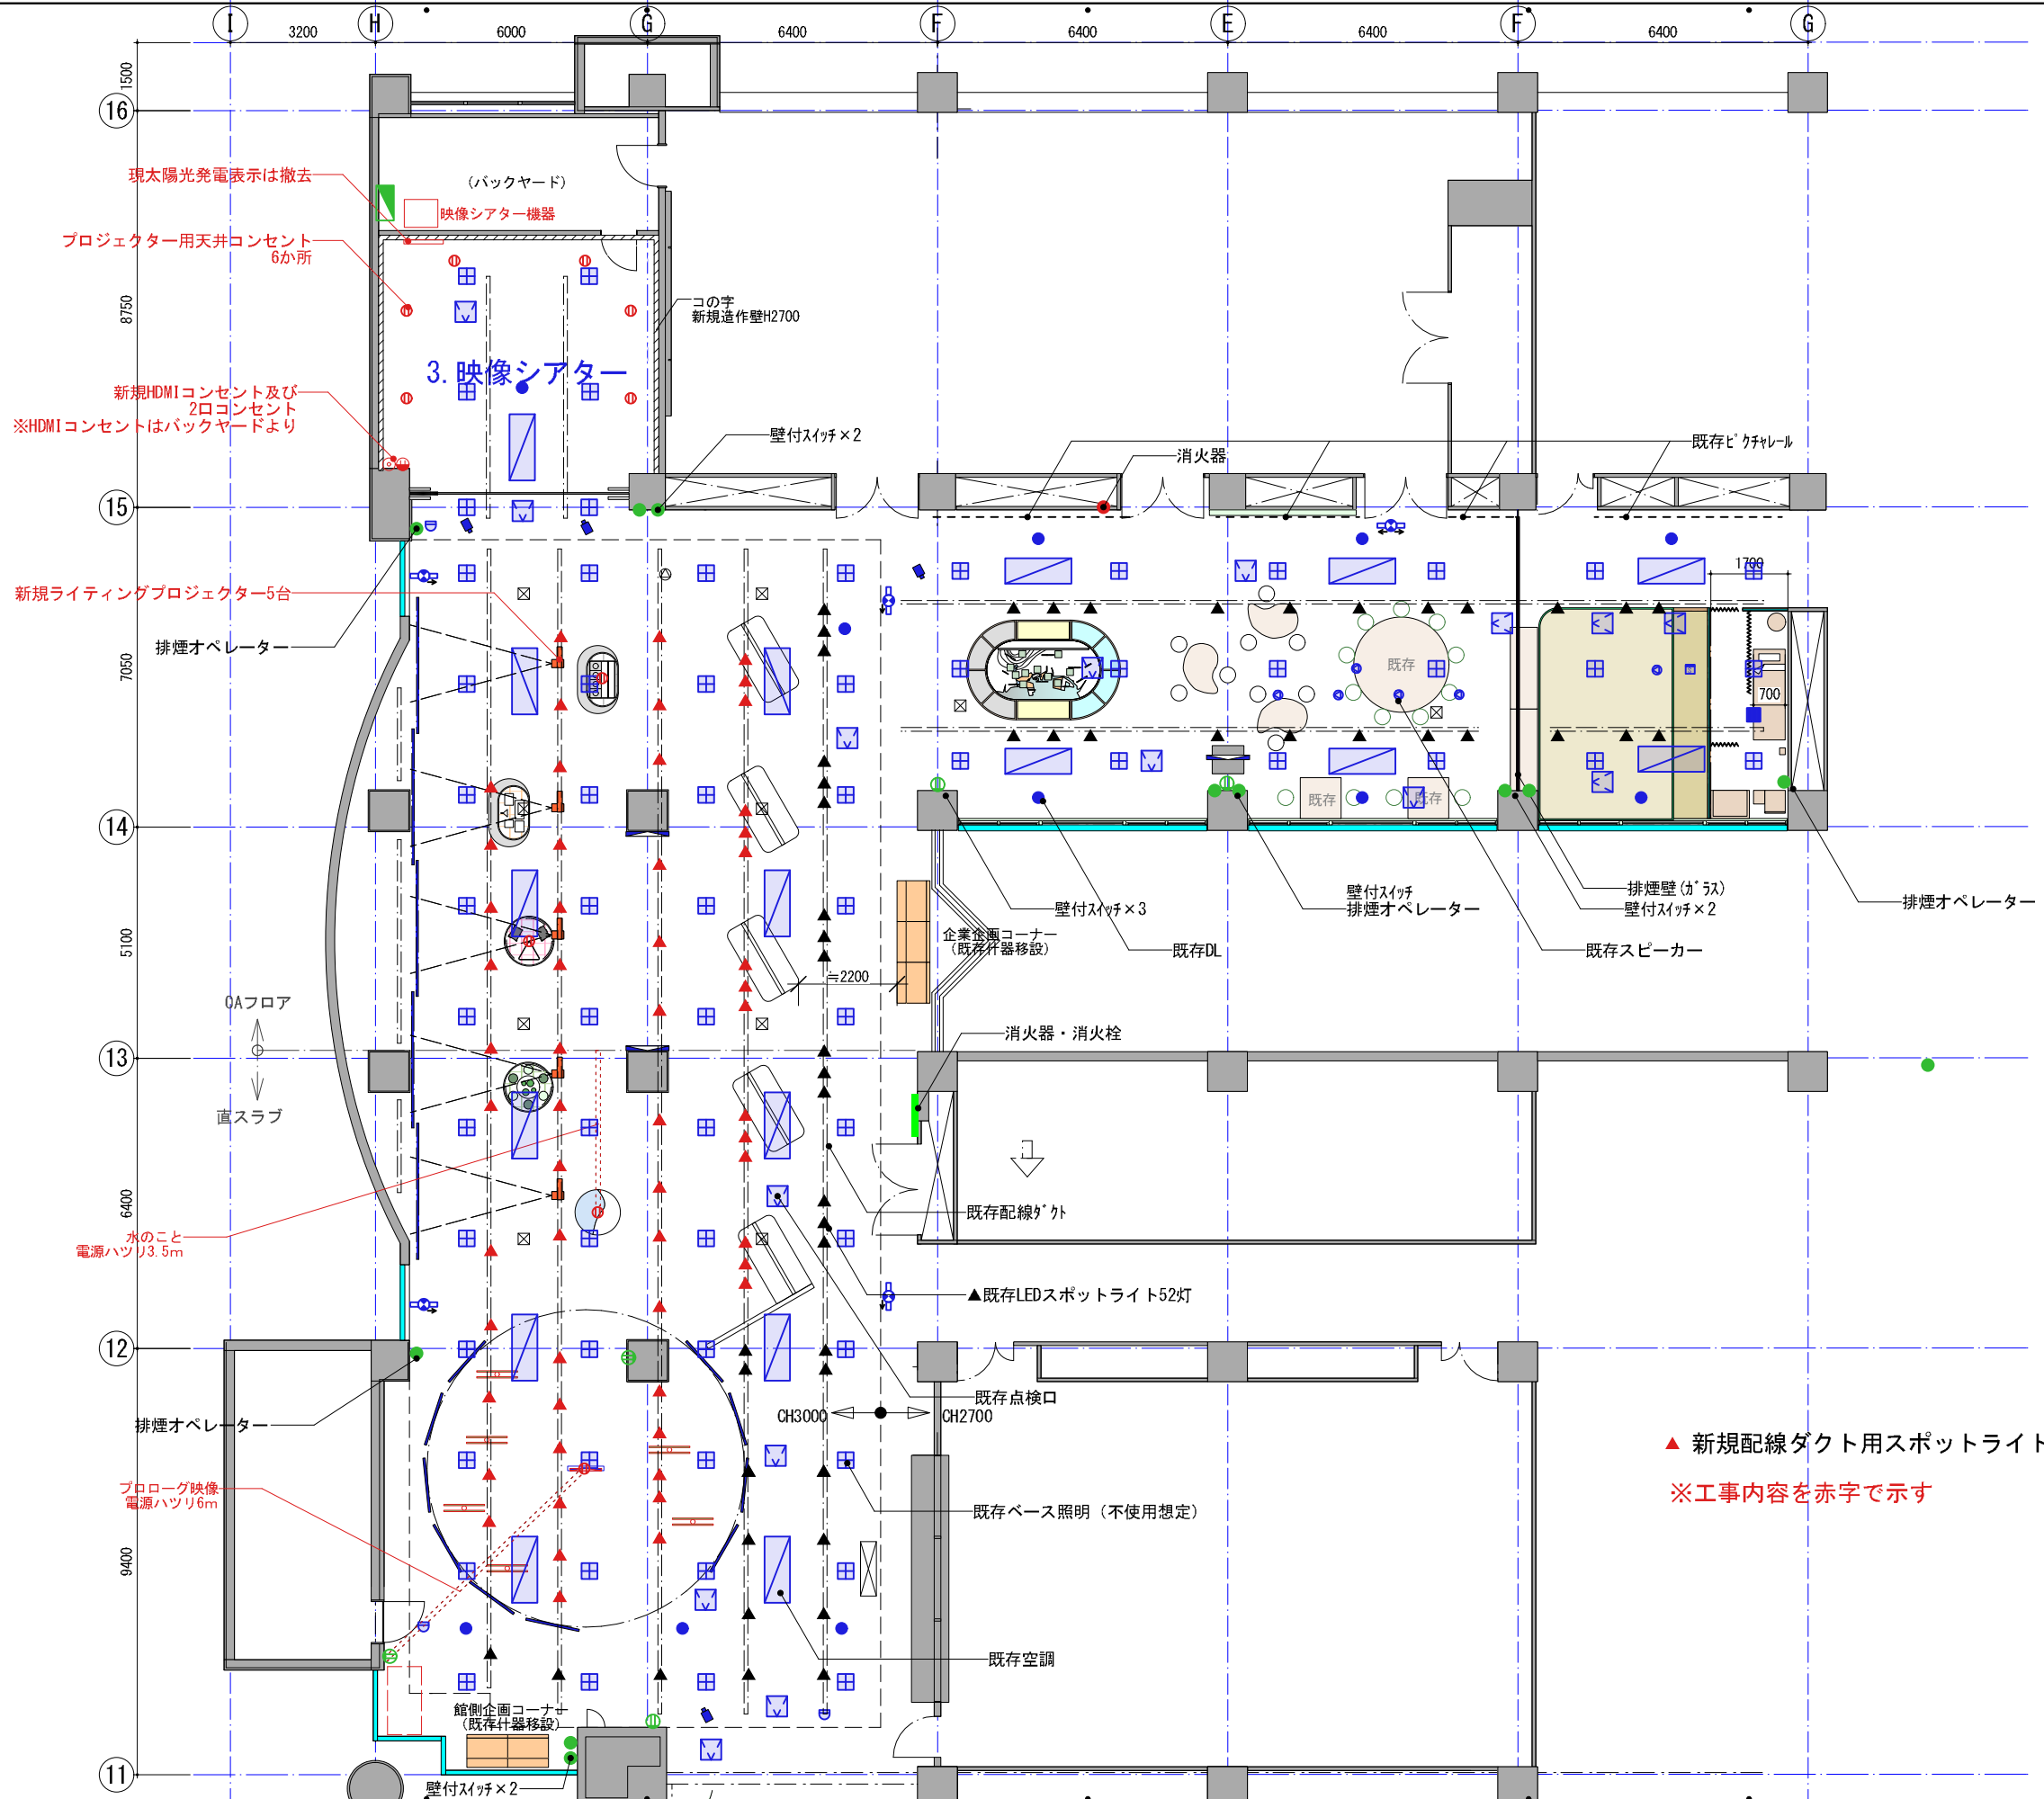 I H G F E F G
3200 6000 6400 6400 6400 6400
1500
16
現太陽光発電表示は撤去
(バックヤード)
映像シアター機器
プロジェクター用天井コンセント
6か所
コの字
新規造作壁H2700
8750
3.映像シアター
新規HDMIコンセント及び
2口コンセント
※HDMIコンセントはバックヤードより
壁付スイッチ×2
消火器
既存ピクチャレール
15
新規ライティングプロジェクター5台
排煙オペレーター
7050
1700
既存
700
既存
既存
14
壁付スイッチ×3
壁付スイッチ
排煙オペレーター
排煙壁(ガラス)
壁付スイッチ×2
排煙オペレーター
企業企画コーナー
(既存什器移設)
既存DL
既存スピーカー
5100
≒2200
OAフロア
消火器・消火栓
13
直スラブ
6400
既存配線ダクト
水のこと
電源ハツリ3.5m
▲既存LEDスポットライト52灯
12
既存点検口
CH3000
CH2700
排煙オペレーター
▲ 新規配線ダクト用スポットライト
プロローグ映像
電源ハツリ6m
※工事内容を赤字で示す
既存ベース照明（不使用想定）
9400
既存空調
館側企画コーナー
(既存什器移設)
11
壁付スイッチ×2